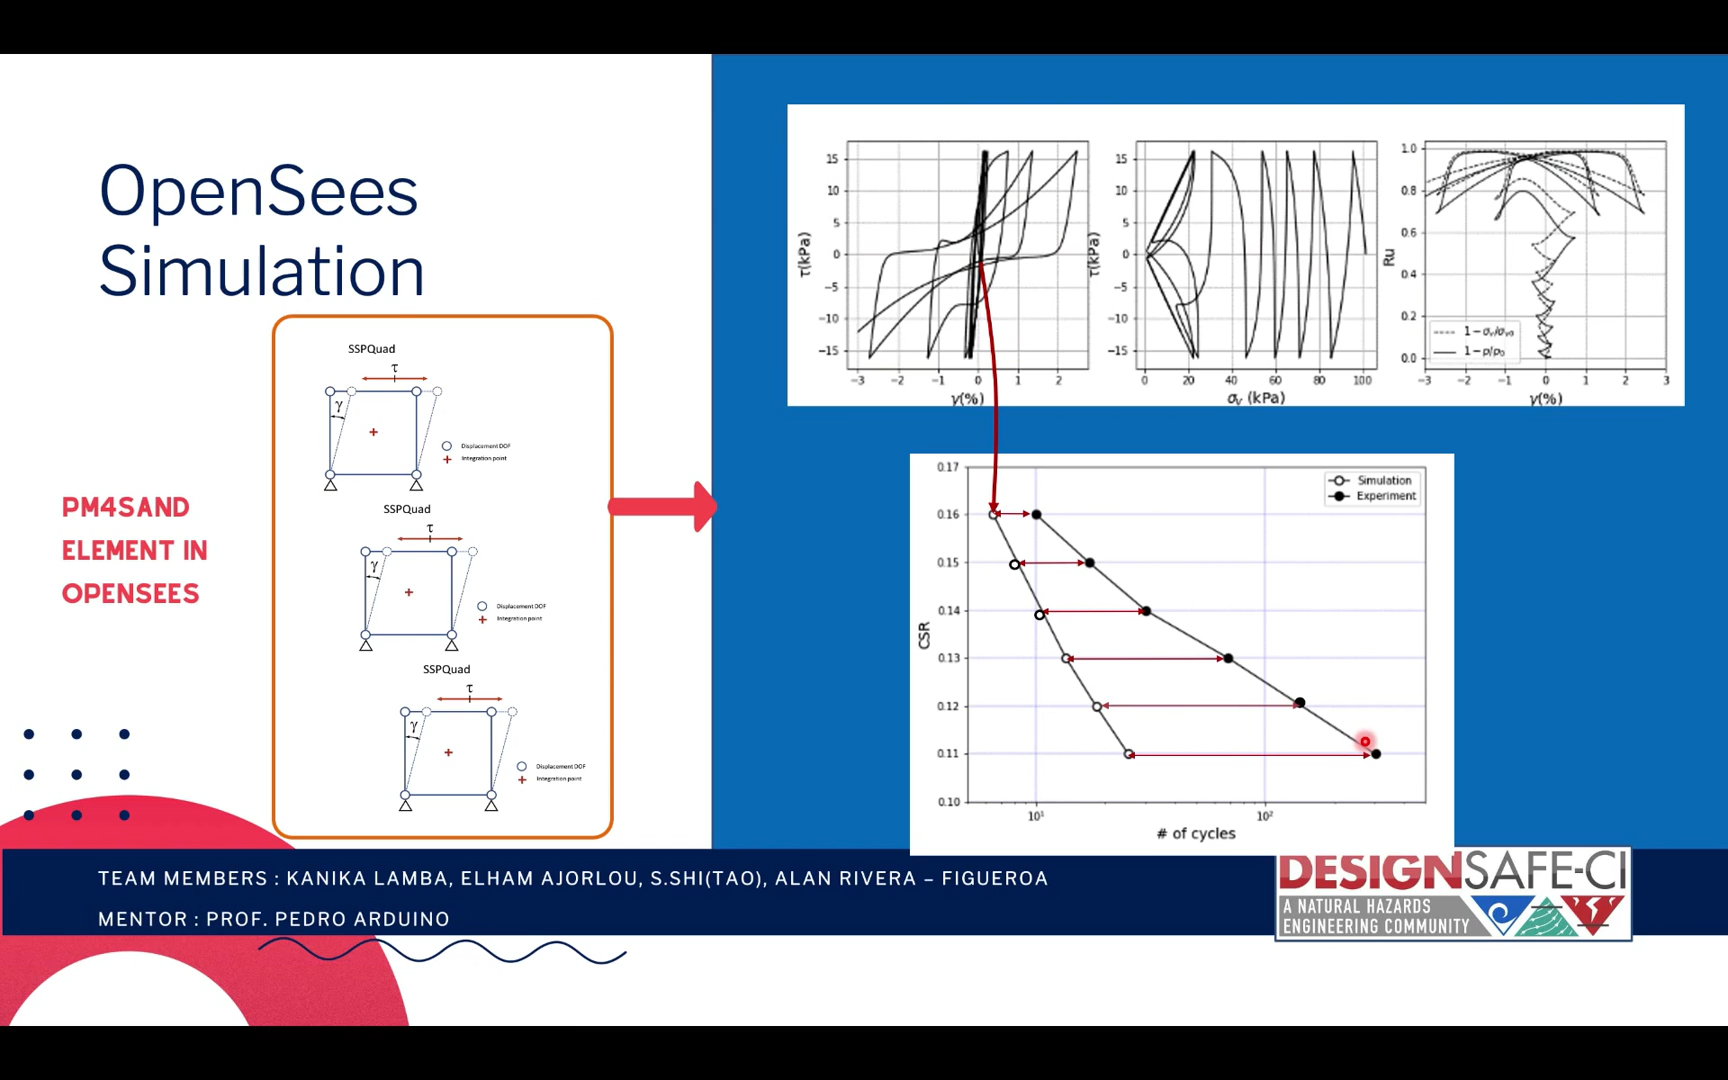 OpenSees
Simulation
PM4SAND
ELEMENT IN
OPENSEES
SSPQuad
τ
γ
Displacement DOF
Integration point
SSPQuad
τ
γ
Displacement DOF
Integration point
SSPQuad
τ
γ
Displacement DOF
Integration point
15
10
5
0
−5
−10
−15
τ(kPa)
−3 −2 −1 0 1 2
γ(%)
15
10
5
0
−5
−10
−15
τ(kPa)
0 20 40 60 80 100
σᵥ (kPa)
1.0
0.8
0.6
0.4
0.2
0.0
Ru
1 − σᵥ/σᵥ₀
1 − p/p₀
−3 −2 −1 0 1 2 3
γ(%)
0.17
0.16
0.15
0.14
0.13
0.12
0.11
0.10
CSR
Simulation
Experiment
10¹ 10²
# of cycles
TEAM MEMBERS : KANIKA LAMBA, ELHAM AJORLOU, S.SHI(TAO), ALAN RIVERA – FIGUEROA
MENTOR : PROF. PEDRO ARDUINO
DESIGNSAFE-CI
A NATURAL HAZARDS
ENGINEERING COMMUNITY